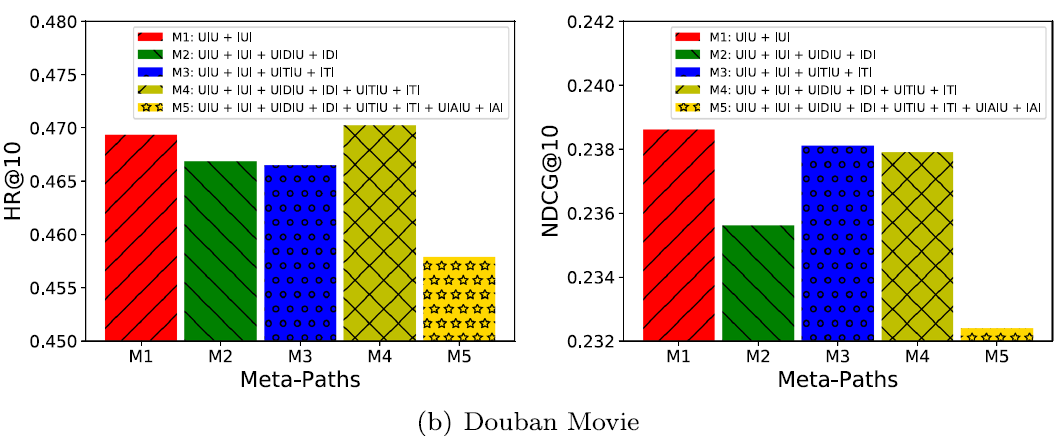 0.480
0.475
0.470
0.465
0.460
0.455
0.450
HR@10
M1: UIU + IUI
M2: UIU + IUI + UIDIU + IDI
M3: UIU + IUI + UITIU + ITI
M4: UIU + IUI + UIDIU + IDI + UITIU + ITI
M5: UIU + IUI + UIDIU + IDI + UITIU + ITI + UIAIU + IAI
M1 M2 M3 M4 M5
Meta-Paths
0.242
0.240
0.238
0.236
0.234
0.232
NDCG@10
M1: UIU + IUI
M2: UIU + IUI + UIDIU + IDI
M3: UIU + IUI + UITIU + ITI
M4: UIU + IUI + UIDIU + IDI + UITIU + ITI
M5: UIU + IUI + UIDIU + IDI + UITIU + ITI + UIAIU + IAI
M1 M2 M3 M4 M5
Meta-Paths
(b) Douban Movie